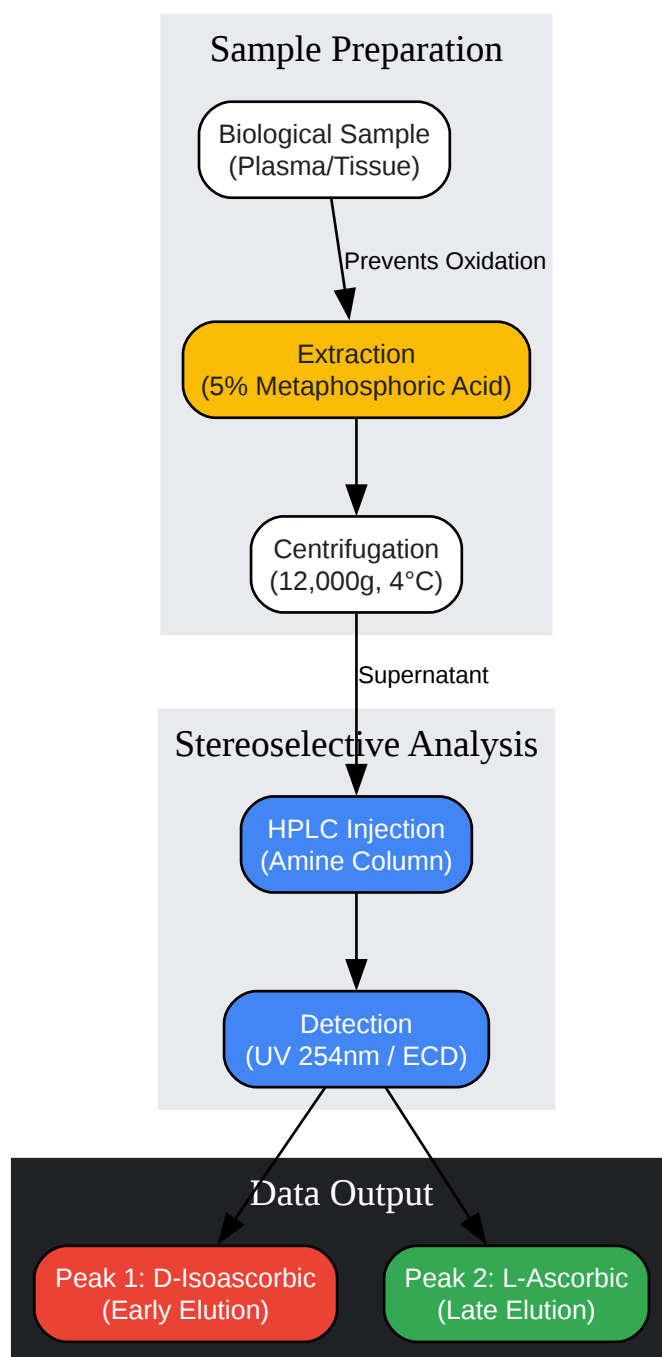 Sample Preparation
Biological Sample
(Plasma/Tissue)
Prevents Oxidation
Extraction
(5% Metaphosphoric Acid)
Centrifugation
(12,000g, 4°C)
Supernatant
Stereoselective Analysis
HPLC Injection
(Amine Column)
Detection
(UV 254nm / ECD)
Data Output
Peak 1: D-Isoascorbic
(Early Elution)
Peak 2: L-Ascorbic
(Late Elution)